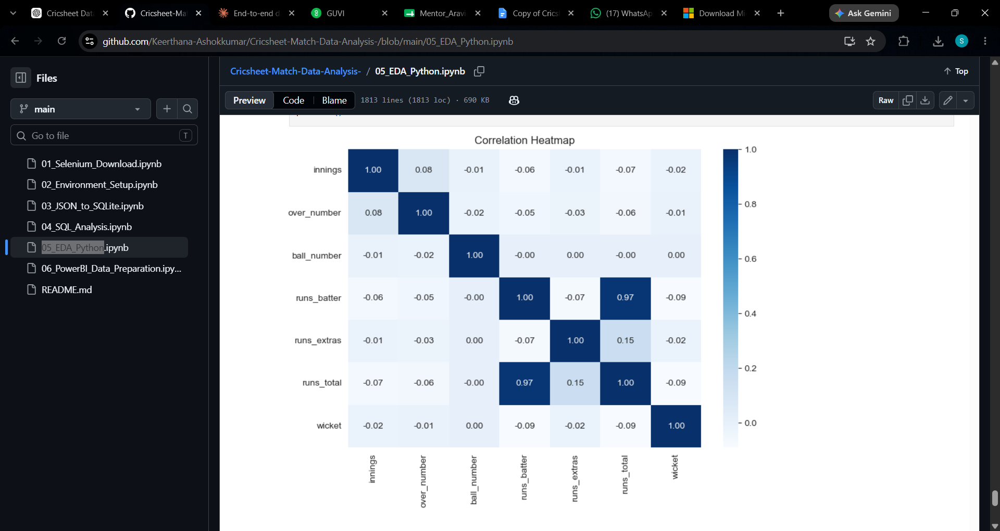 Cricsheet Dat
Cricsheet-Ma
End-to-end d
GUVI
Mentor_Aravi
Copy of Crics
(17) WhatsAp
Download Mi
Ask Gemini
github.com/Keerthana-Ashokkumar/Cricsheet-Match-Data-Analysis-/blob/main/05_EDA_Python.ipynb
S
Files
main
Go to file
T
01_Selenium_Download.ipynb
02_Environment_Setup.ipynb
03_JSON_to_SQLite.ipynb
04_SQL_Analysis.ipynb
05_EDA_Python.ipynb
06_PowerBI_Data_Preparation.ipy...
README.md
Cricsheet-Match-Data-Analysis- / 05_EDA_Python.ipynb
Top
Preview Code Blame 1813 lines (1813 loc) · 690 KB
Raw
Correlation Heatmap
innings 1.00 0.08 -0.01 -0.06 -0.01 -0.07 -0.02
over_number 0.08 1.00 -0.02 -0.05 -0.03 -0.06 -0.01
ball_number -0.01 -0.02 1.00 -0.00 0.00 -0.00 0.00
runs_batter -0.06 -0.05 -0.00 1.00 -0.07 0.97 -0.09
runs_extras -0.01 -0.03 0.00 -0.07 1.00 0.15 -0.02
runs_total -0.07 -0.06 -0.00 0.97 0.15 1.00 -0.09
wicket -0.02 -0.01 0.00 -0.09 -0.02 -0.09 1.00
innings over_number ball_number runs_batter runs_extras runs_total wicket
1.0
0.8
0.6
0.4
0.2
0.0